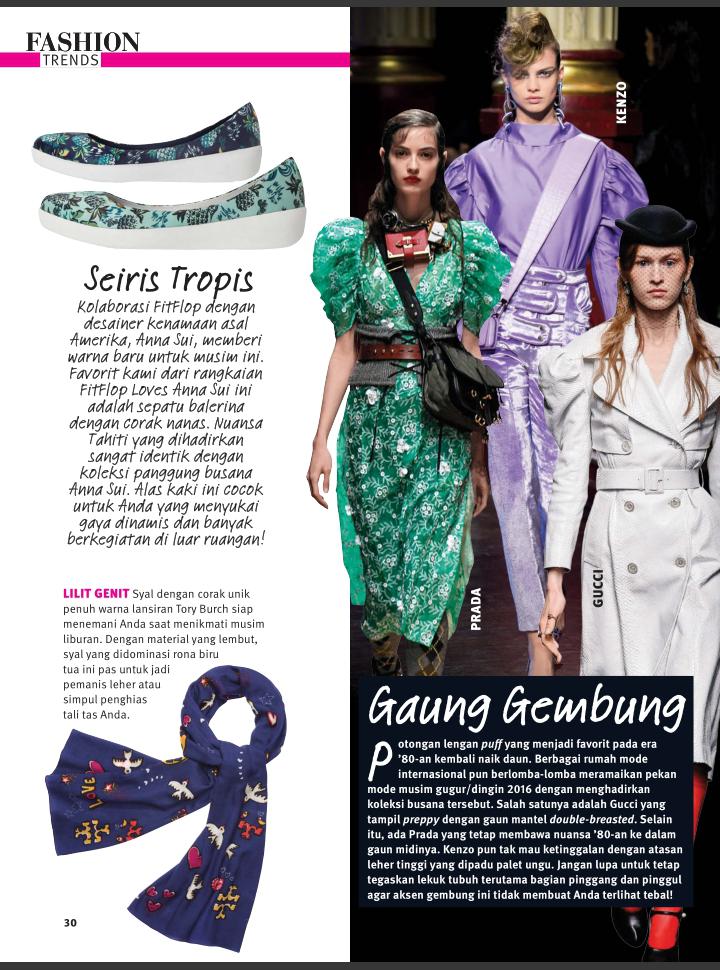 FASHION
TRENDS
KENZO
Seiris Tropis
Kolaborasi FitFlop dengan
desainer kenamaan asal
Amerika, Anna Sui, memberi
warna baru untuk musim ini.
Favorit kami dari rangkaian
FitFlop Loves Anna Sui ini
adalah sepatu balerina
dengan corak nanas. Nuansa
Tahiti yang dihadirkan
sangat identik dengan
koleksi panggung busana
Anna Sui. Alas kaki ini cocok
untuk Anda yang menyukai
gaya dinamis dan banyak
berkegiatan di luar ruangan!
LILIT GENIT Syal dengan corak unik
penuh warna lansiran Tory Burch siap
menemani Anda saat menikmati musim
liburan. Dengan material yang lembut,
syal yang didominasi rona biru
tua ini pas untuk jadi
pemanis leher atau
simpul penghias
tali tas Anda.
LOVE
30
PRADA
GUCCI
Gaung Gembung
Potongan lengan puff yang menjadi favorit pada era
'80-an kembali naik daun. Berbagai rumah mode
internasional pun berlomba-lomba meramaikan pekan
mode musim gugur/dingin 2016 dengan menghadirkan
koleksi busana tersebut. Salah satunya adalah Gucci yang
tampil preppy dengan gaun mantel double-breasted. Selain
itu, ada Prada yang tetap membawa nuansa '80-an ke dalam
gaun midinya. Kenzo pun tak mau ketinggalan dengan atasan
leher tinggi yang dipadu palet ungu. Jangan lupa untuk tetap
tegaskan lekuk tubuh terutama bagian pinggang dan pinggul
agar aksen gembung ini tidak membuat Anda terlihat tebal!